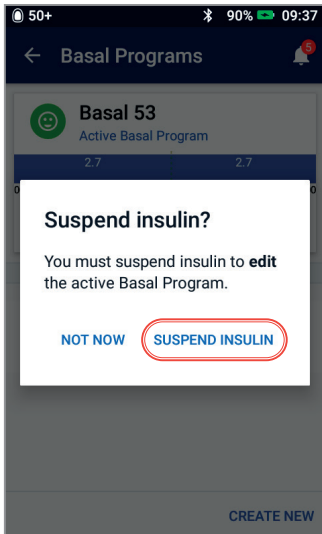 50+ 90% 09:37
Basal Programs 5
Basal 53
Active Basal Program
2.7 2.7
Suspend insulin?
You must suspend insulin to edit
the active Basal Program.
NOT NOW SUSPEND INSULIN
CREATE NEW